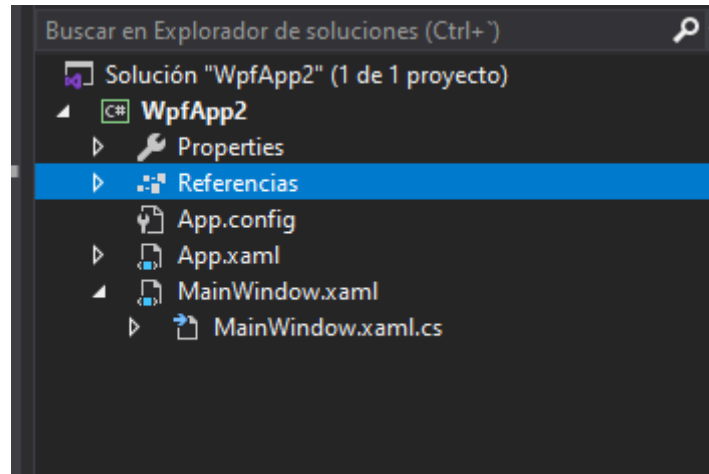 Buscar en Explorador de soluciones (Ctrl+`)
Solución "WpfApp2" (1 de 1 proyecto)
C# WpfApp2
Properties
Referencias
App.config
App.xaml
MainWindow.xaml
MainWindow.xaml.cs